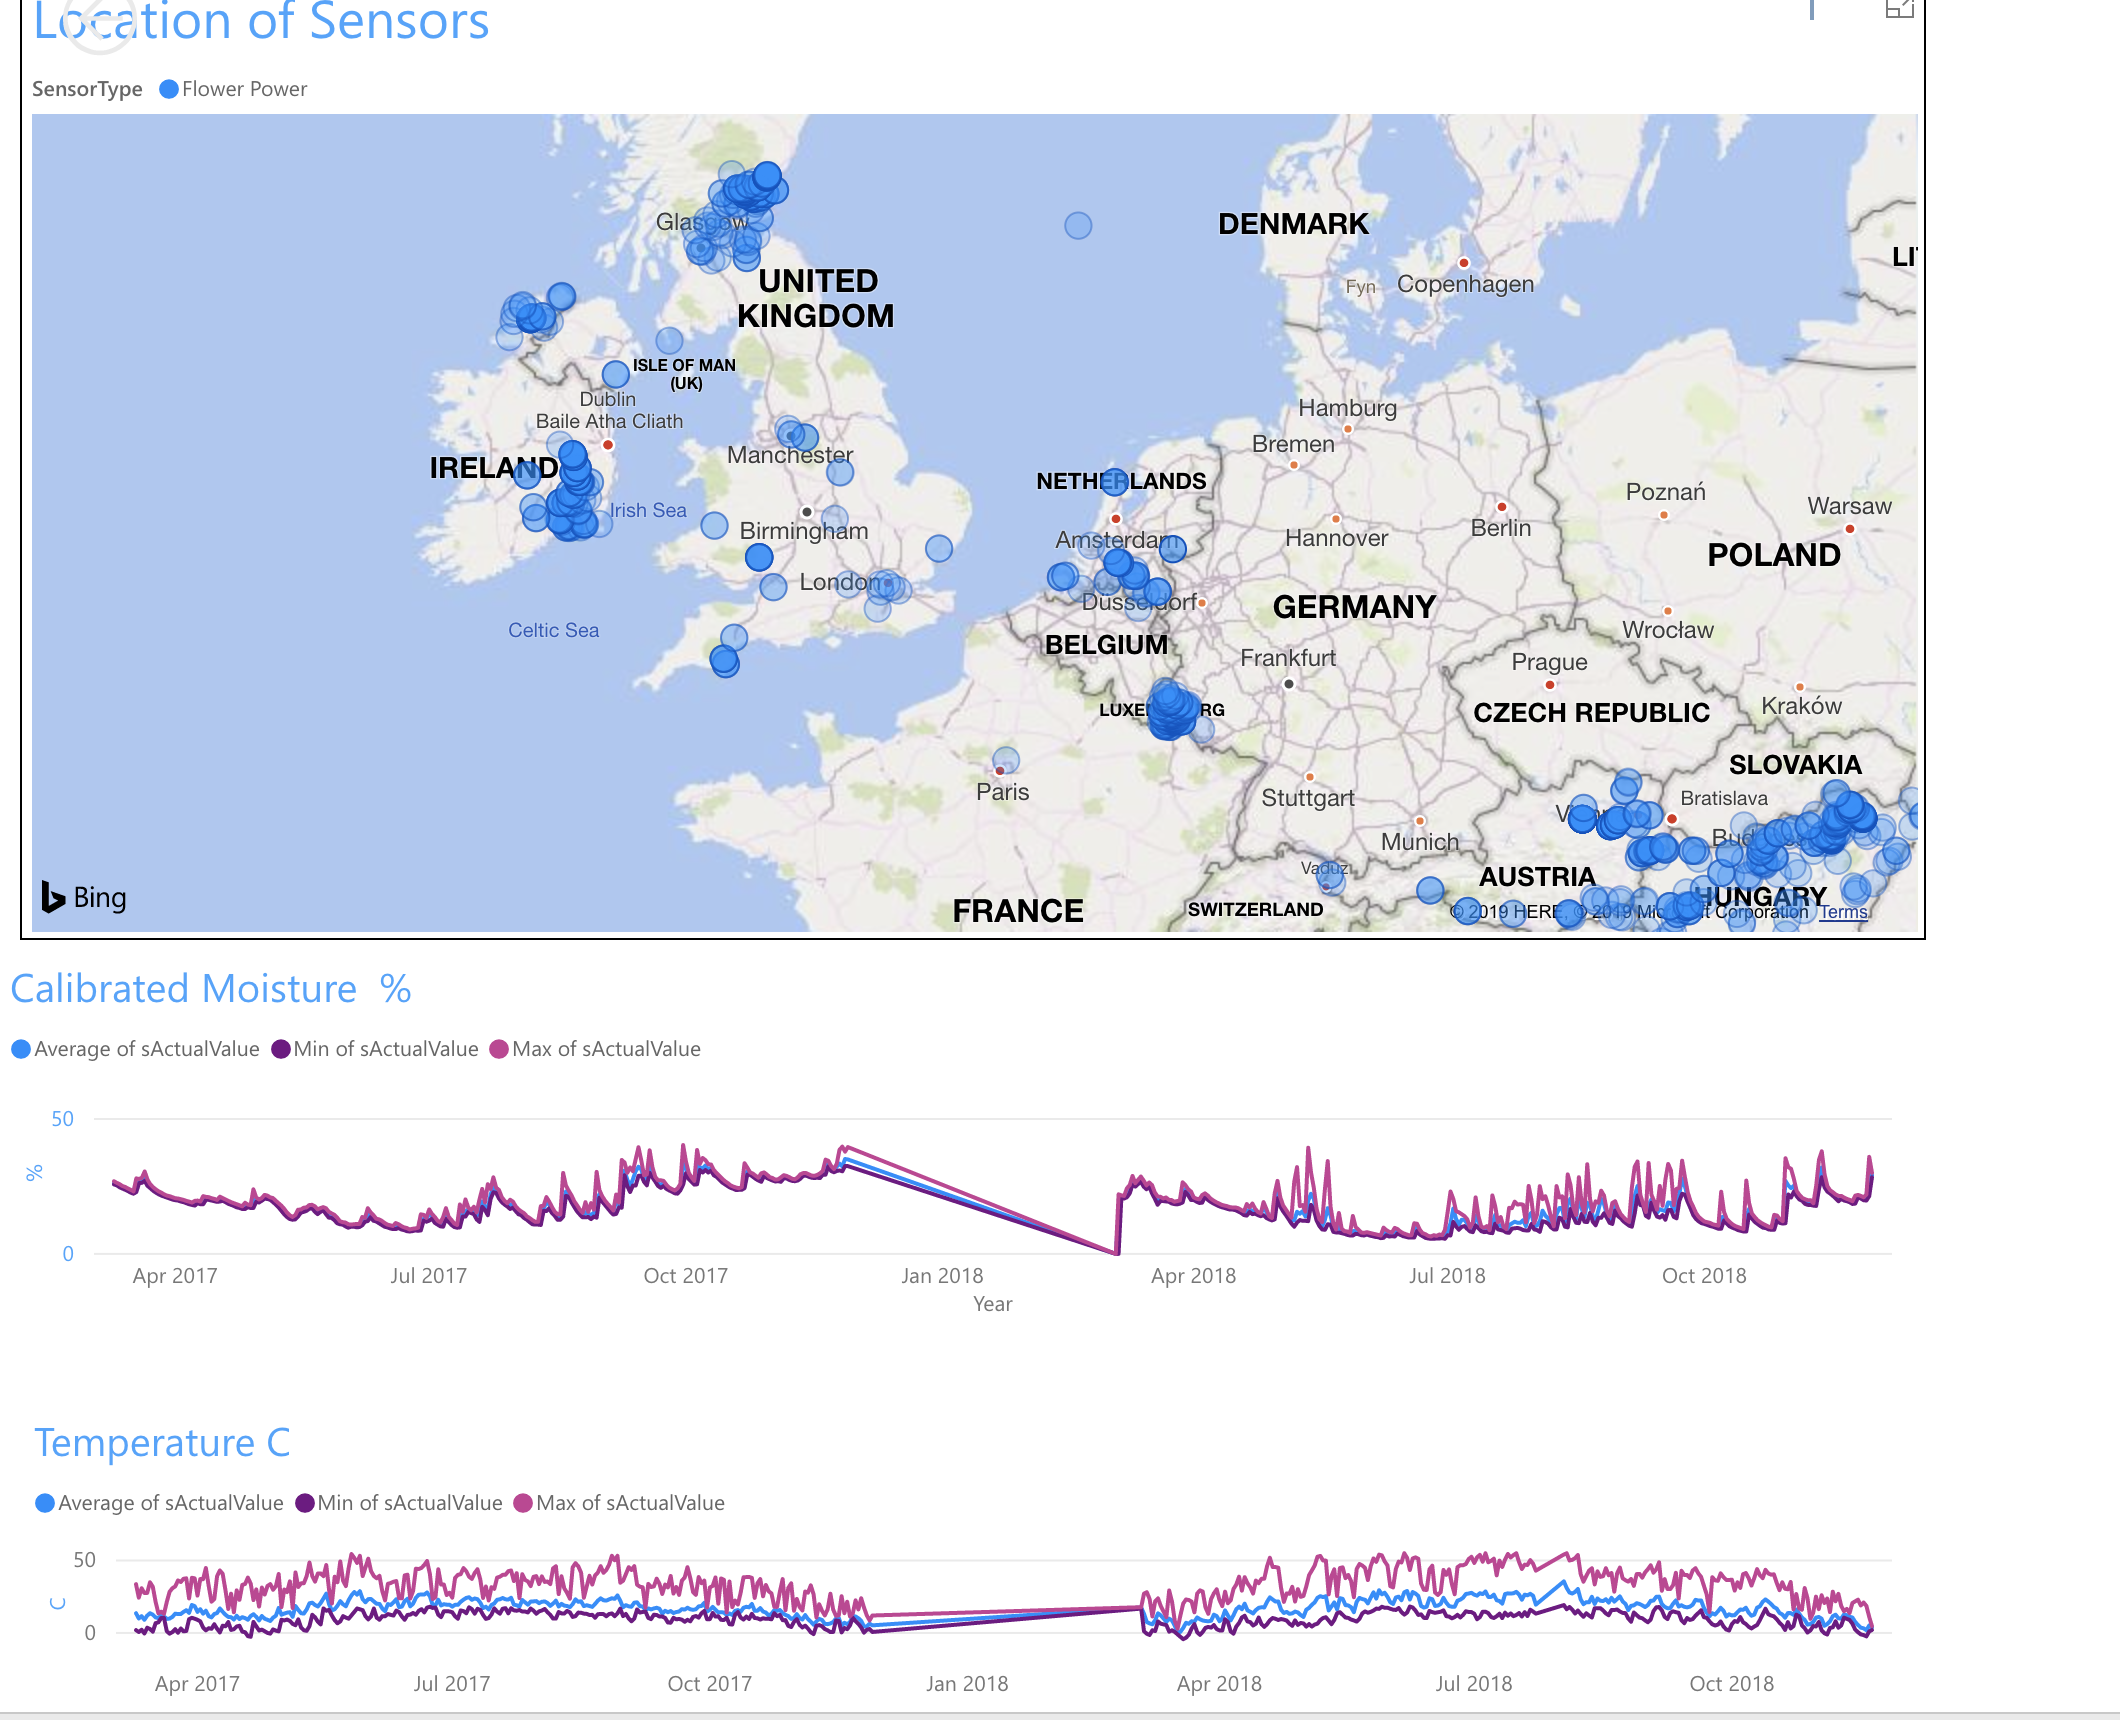 Location of Sensors
SensorType Flower Power
Glasgow
UNITED
KINGDOM
DENMARK
LI
Fyn
Copenhagen
ISLE OF MAN
(UK)
Dublin
Baile Atha Cliath
IRELAND
Irish Sea
Manchester
Birmingham
London
Celtic Sea
Hamburg
Bremen
NETHERLANDS
Amsterdam
Hannover
Berlin
Poznań
Warsaw
POLAND
Düsseldorf
GERMANY
Wrocław
BELGIUM
Frankfurt
Prague
LUXE RG
CZECH REPUBLIC
Kraków
SLOVAKIA
Paris
Stuttgart
Bratislava
Munich
Vaduz
AUSTRIA
HUNGARY
Bing
FRANCE
SWITZERLAND
© 2019 HERE, © 2019 Microsoft Corporation Terms
Calibrated Moisture %
Average of sActualValue Min of sActualValue Max of sActualValue
50
%
0
Apr 2017 Jul 2017 Oct 2017 Jan 2018 Apr 2018 Jul 2018 Oct 2018
Year
Temperature C
Average of sActualValue Min of sActualValue Max of sActualValue
50
C
0
Apr 2017 Jul 2017 Oct 2017 Jan 2018 Apr 2018 Jul 2018 Oct 2018